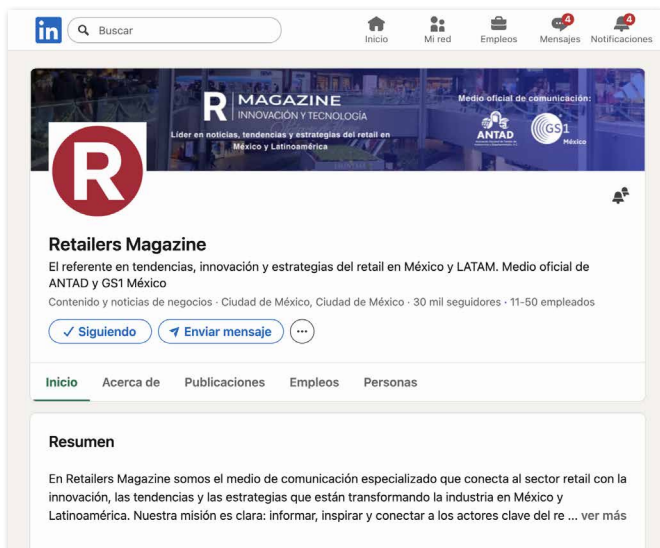 in
Buscar
Inicio
Mi red
Empleos
4
Mensajes
4
Notificaciones
R MAGAZINE
INNOVACIÓN Y TECNOLOGÍA
Líder en noticias, tendencias y estrategias del retail en
México y Latinoamérica
Medio oficial de comunicación:
ANTAD
GS1
México
R
Retailers Magazine
El referente en tendencias, innovación y estrategias del retail en México y LATAM. Medio oficial de
ANTAD y GS1 México
Contenido y noticias de negocios · Ciudad de México, Ciudad de México · 30 mil seguidores · 11-50 empleados
Siguiendo
Enviar mensaje
Inicio
Acerca de
Publicaciones
Empleos
Personas
Resumen
En Retailers Magazine somos el medio de comunicación especializado que conecta al sector retail con la
innovación, las tendencias y las estrategias que están transformando la industria en México y
Latinoamérica. Nuestra misión es clara: informar, inspirar y conectar a los actores clave del re ... ver más